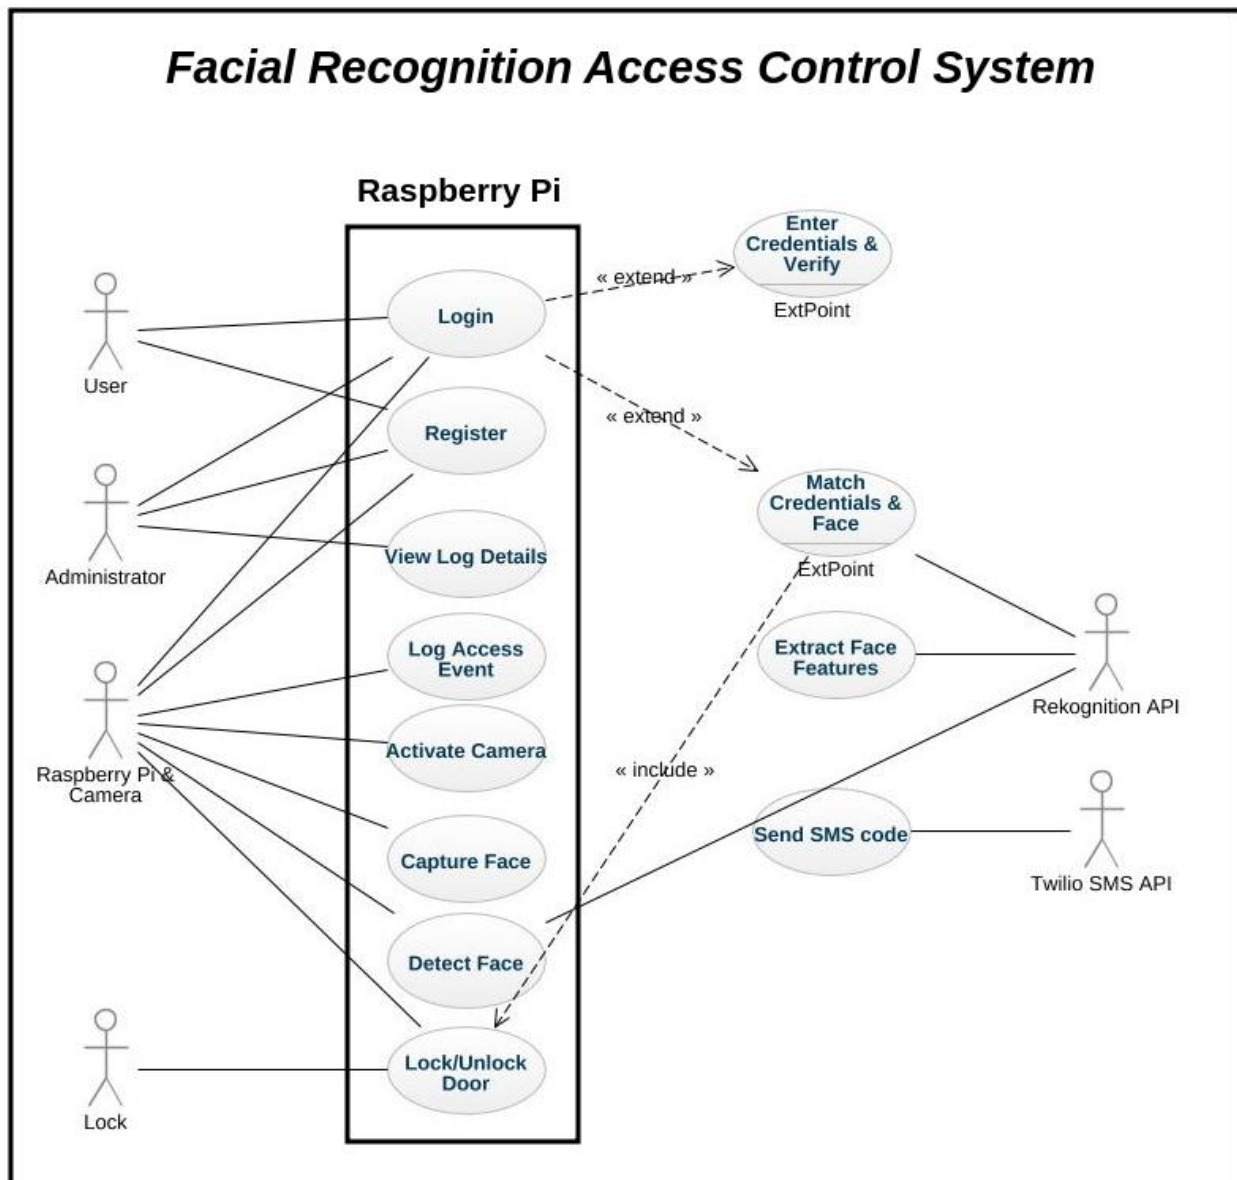 Facial Recognition Access Control System
Raspberry Pi
Enter
Credentials &
Verify
ExtPoint
« extend »
Login
User
« extend »
Register
Match
Credentials &
Face
ExtPoint
Administrator
View Log Details
Log Access
Event
Extract Face
Features
Rekognition API
Raspberry Pi &
Camera
Activate Camera
« include »
Send SMS code
Twilio SMS API
Capture Face
Detect Face
Lock/Unlock
Door
Lock